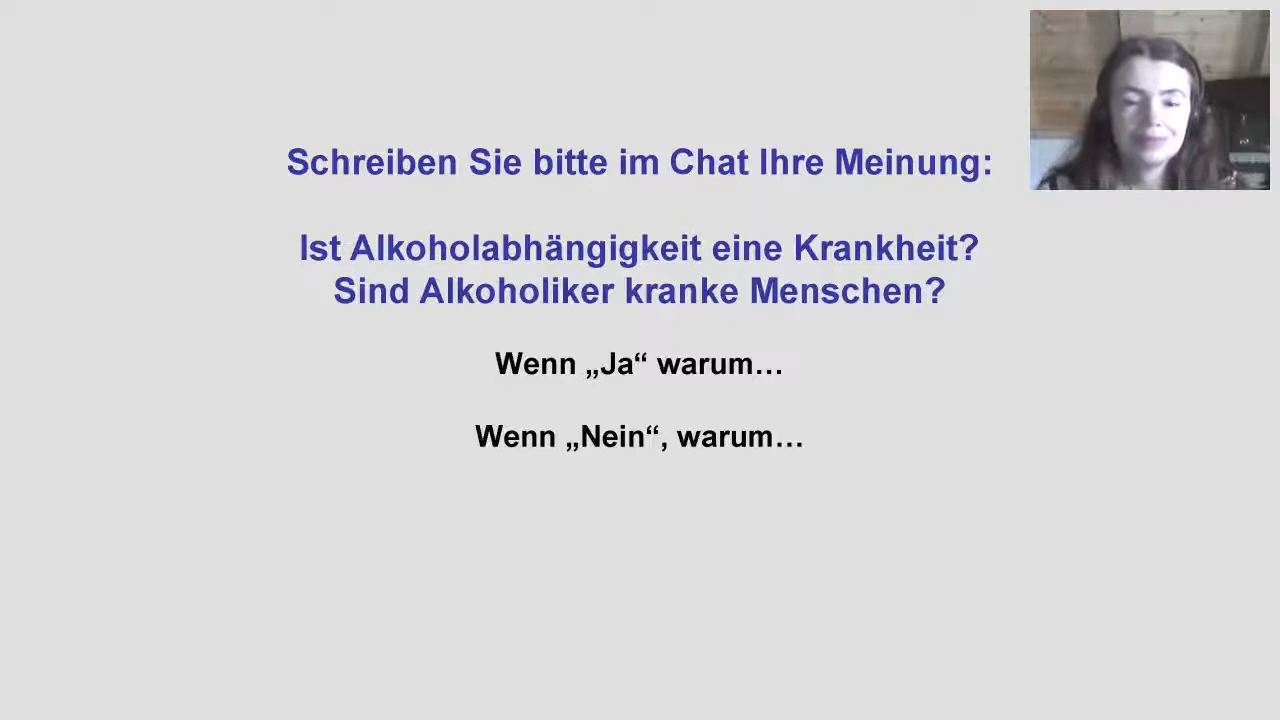 Schreiben Sie bitte im Chat Ihre Meinung:
Ist Alkoholabhängigkeit eine Krankheit?
Sind Alkoholiker kranke Menschen?
Wenn „Ja“ warum…
Wenn „Nein“, warum…